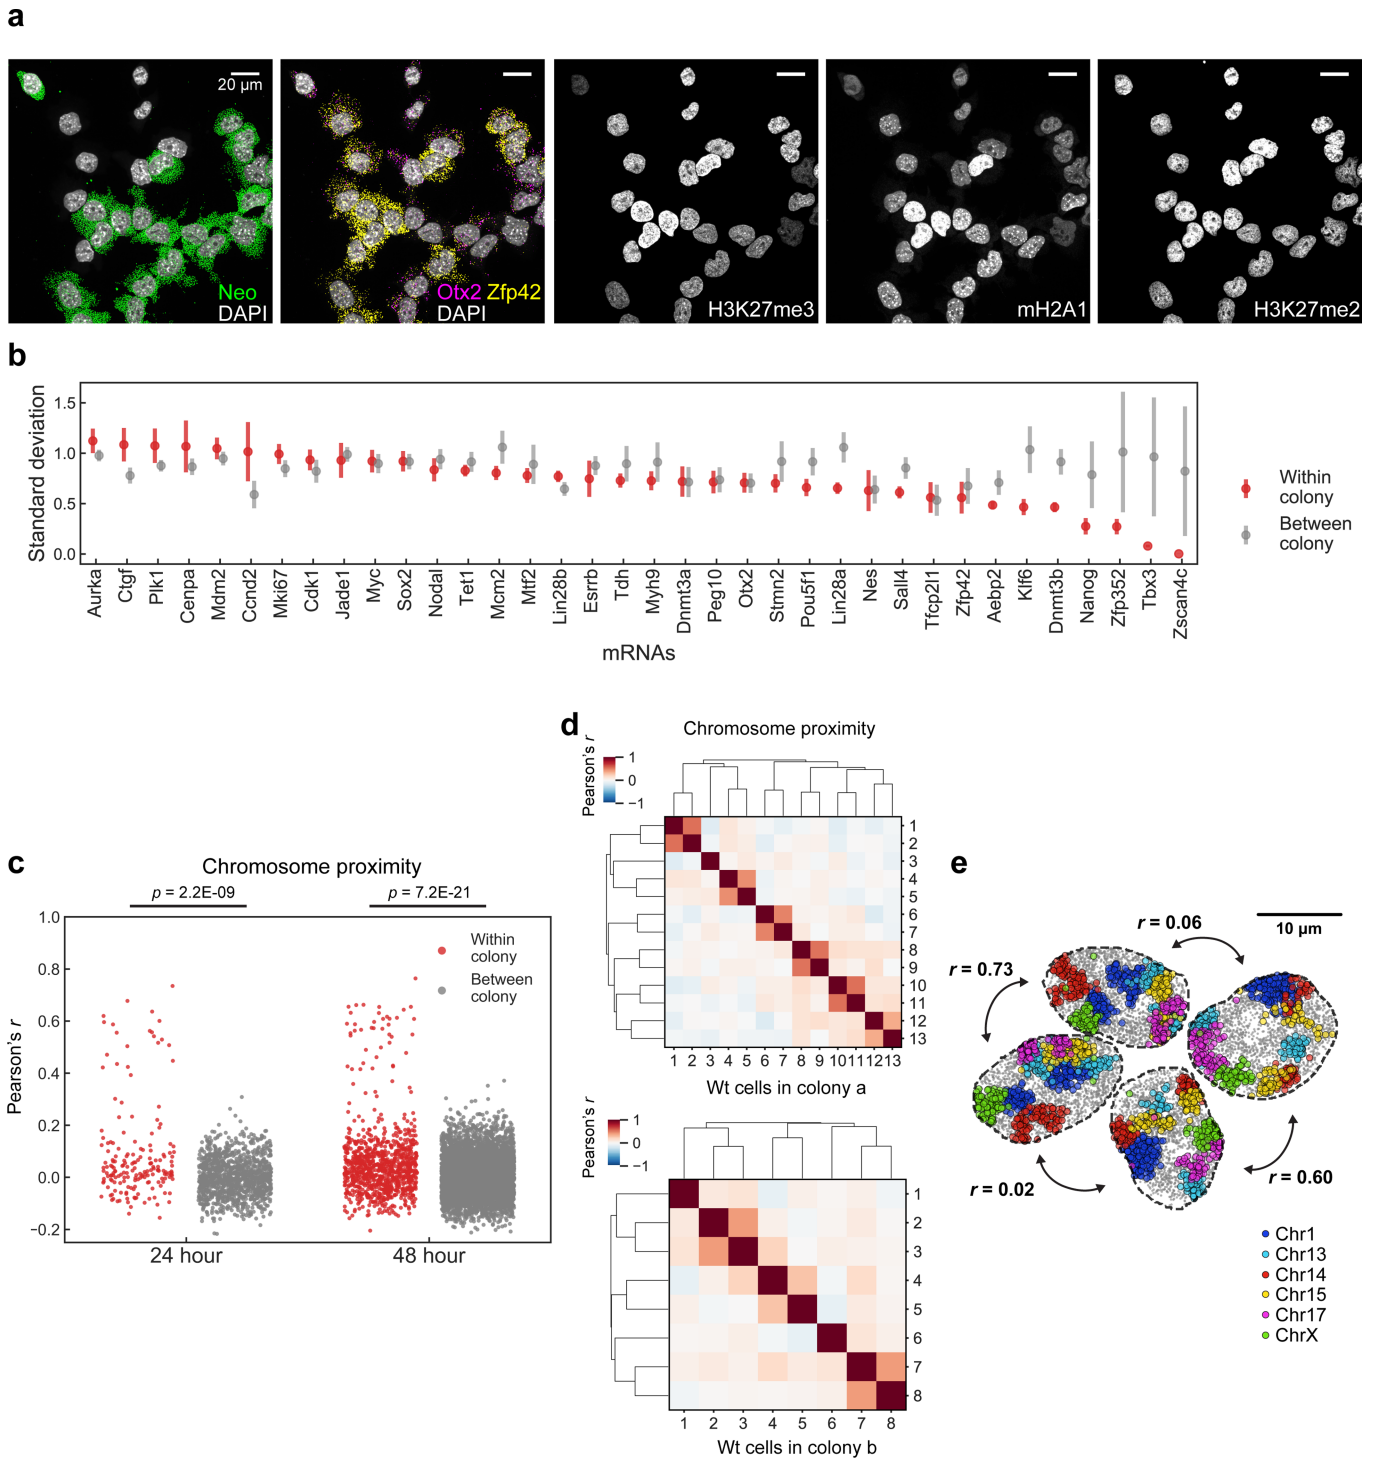 a
20 μm
Neo
DAPI
Otx2 Zfp42
DAPI
H3K27me3
mH2A1
H3K27me2
b
Standard deviation
1.5
1.0
0.5
0.0
Aurka
Ctgf
Plk1
Cenpa
Mdm2
Ccnd2
Mki67
Cdk1
Jade1
Myc
Sox2
Nodal
Tet1
Mcm2
Mtf2
Lin28b
Esrrb
Tdh
Myh9
Dnmt3a
Peg10
Otx2
Stmn2
Pou5f1
Lin28a
Nes
Sall4
Tfcp2l1
Zfp42
Aebp2
Klf6
Dnmt3b
Nanog
Zfp352
Tbx3
Zscan4c
mRNAs
Within
colony
Between
colony
c
Chromosome proximity
p = 2.2E-09
p = 7.2E-21
Pearson's r
1.0
0.8
0.6
0.4
0.2
0.0
−0.2
Within
colony
Between
colony
24 hour
48 hour
d
Chromosome proximity
Pearson's r
1
0
−1
1
2
3
4
5
6
7
8
9
10
11
12
13
1 2 3 4 5 6 7 8 9 10 11 12 13
Wt cells in colony a
Pearson's r
1
0
−1
1
2
3
4
5
6
7
8
1 2 3 4 5 6 7 8
Wt cells in colony b
e
10 μm
r = 0.06
r = 0.73
r = 0.02
r = 0.60
Chr1
Chr13
Chr14
Chr15
Chr17
ChrX